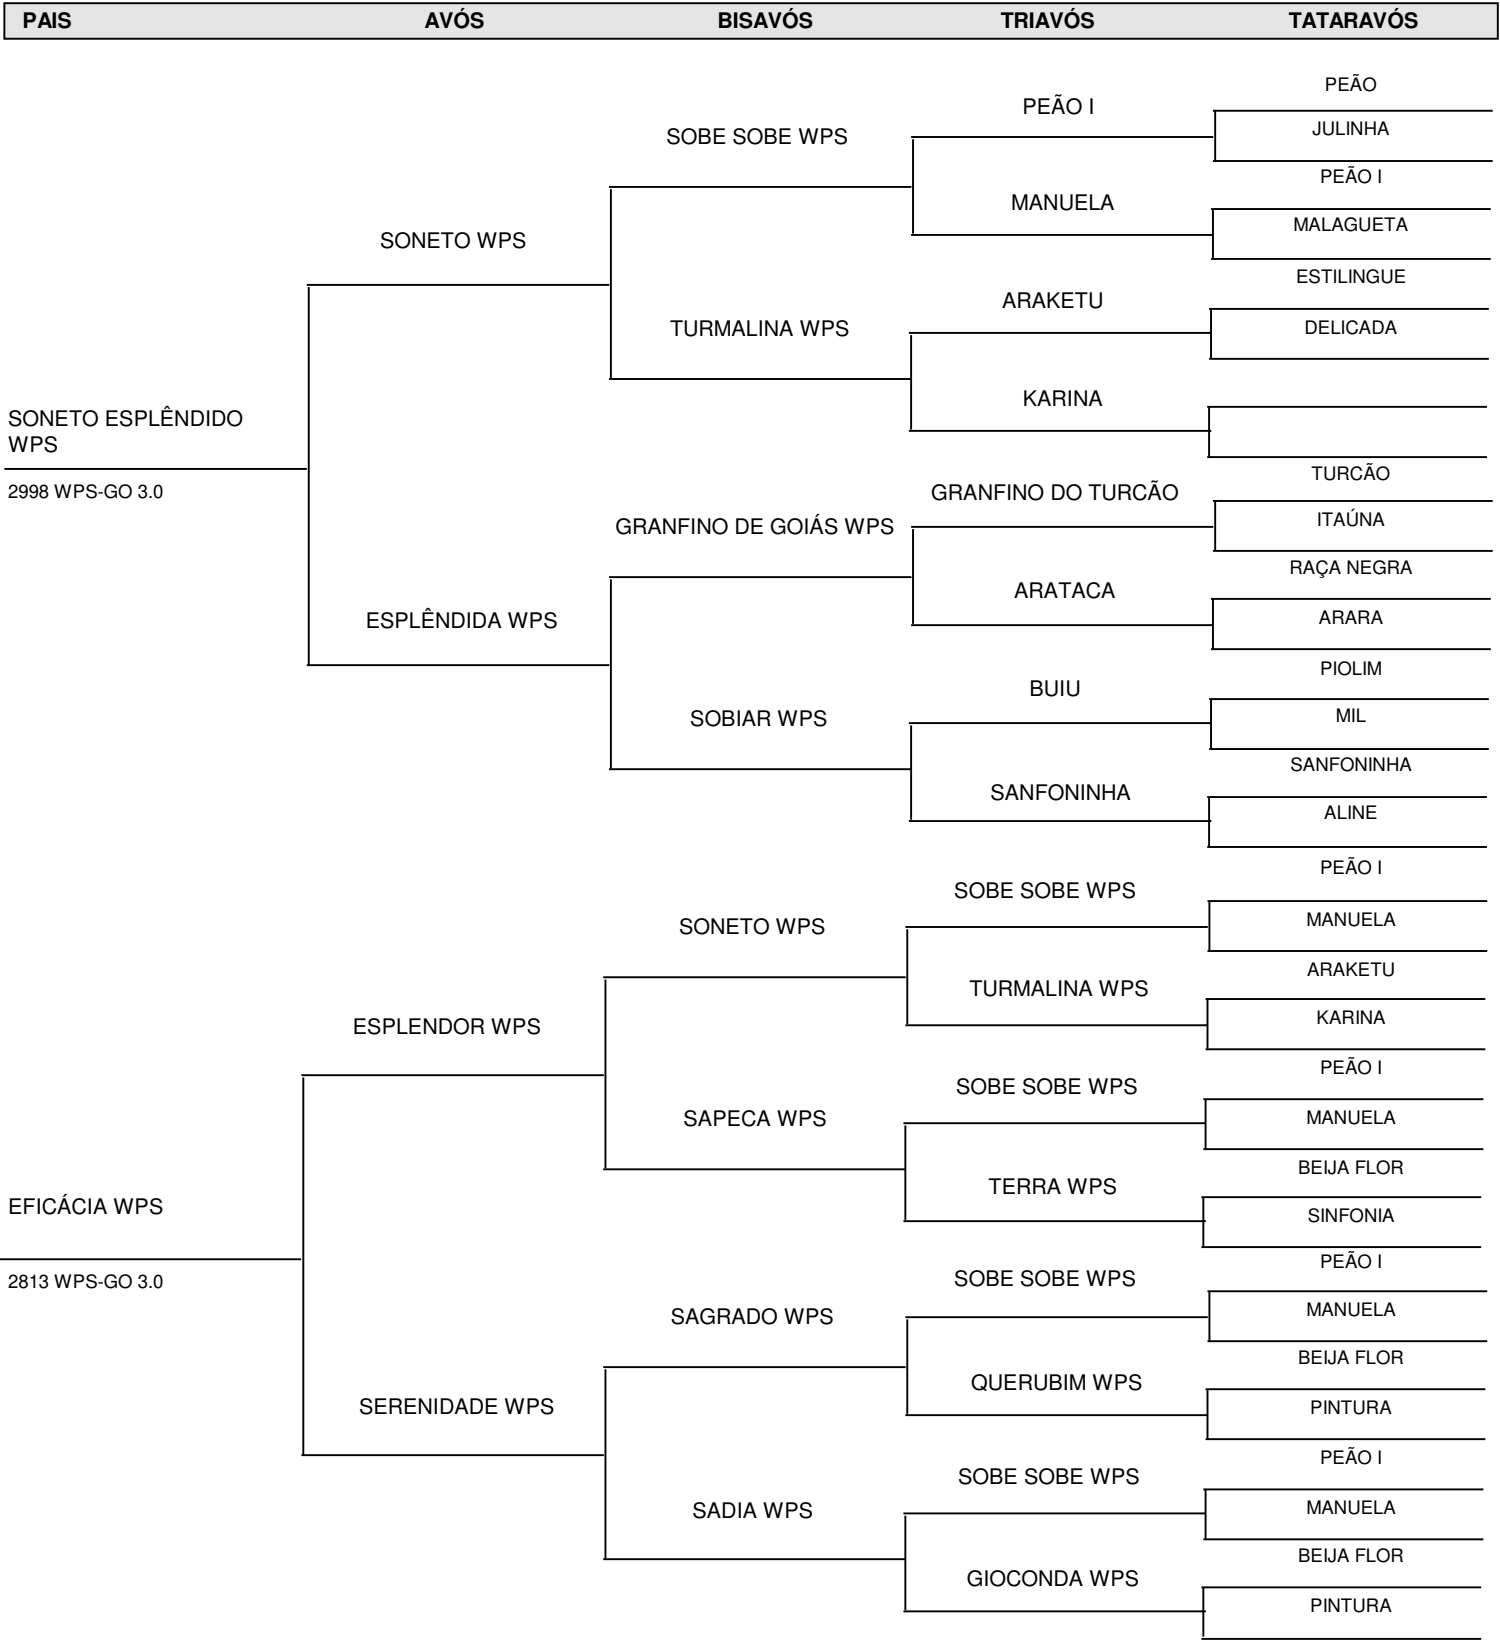 PAIS AVÓS BISAVÓS TRIAVÓS TATARAVÓS
PEÃO
PEÃO I
JULINHA
SOBE SOBE WPS
PEÃO I
MANUELA
MALAGUETA
SONETO WPS
ESTILINGUE
ARAKETU
DELICADA
TURMALINA WPS
KARINA
SONETO ESPLÊNDIDO
WPS
2998 WPS-GO 3.0
TURCÃO
GRANFINO DO TURCÃO
ITAÚNA
GRANFINO DE GOIÁS WPS
RAÇA NEGRA
ARATACA
ARARA
ESPLÊNDIDA WPS
PIOLIM
BUIU
MIL
SOBIAR WPS
SANFONINHA
SANFONINHA
ALINE
PEÃO I
SOBE SOBE WPS
MANUELA
SONETO WPS
ARAKETU
TURMALINA WPS
KARINA
ESPLENDOR WPS
PEÃO I
SOBE SOBE WPS
MANUELA
SAPECA WPS
BEIJA FLOR
TERRA WPS
SINFONIA
EFICÁCIA WPS
2813 WPS-GO 3.0
PEÃO I
SOBE SOBE WPS
MANUELA
SAGRADO WPS
BEIJA FLOR
QUERUBIM WPS
PINTURA
SERENIDADE WPS
PEÃO I
SOBE SOBE WPS
MANUELA
SADIA WPS
BEIJA FLOR
GIOCONDA WPS
PINTURA